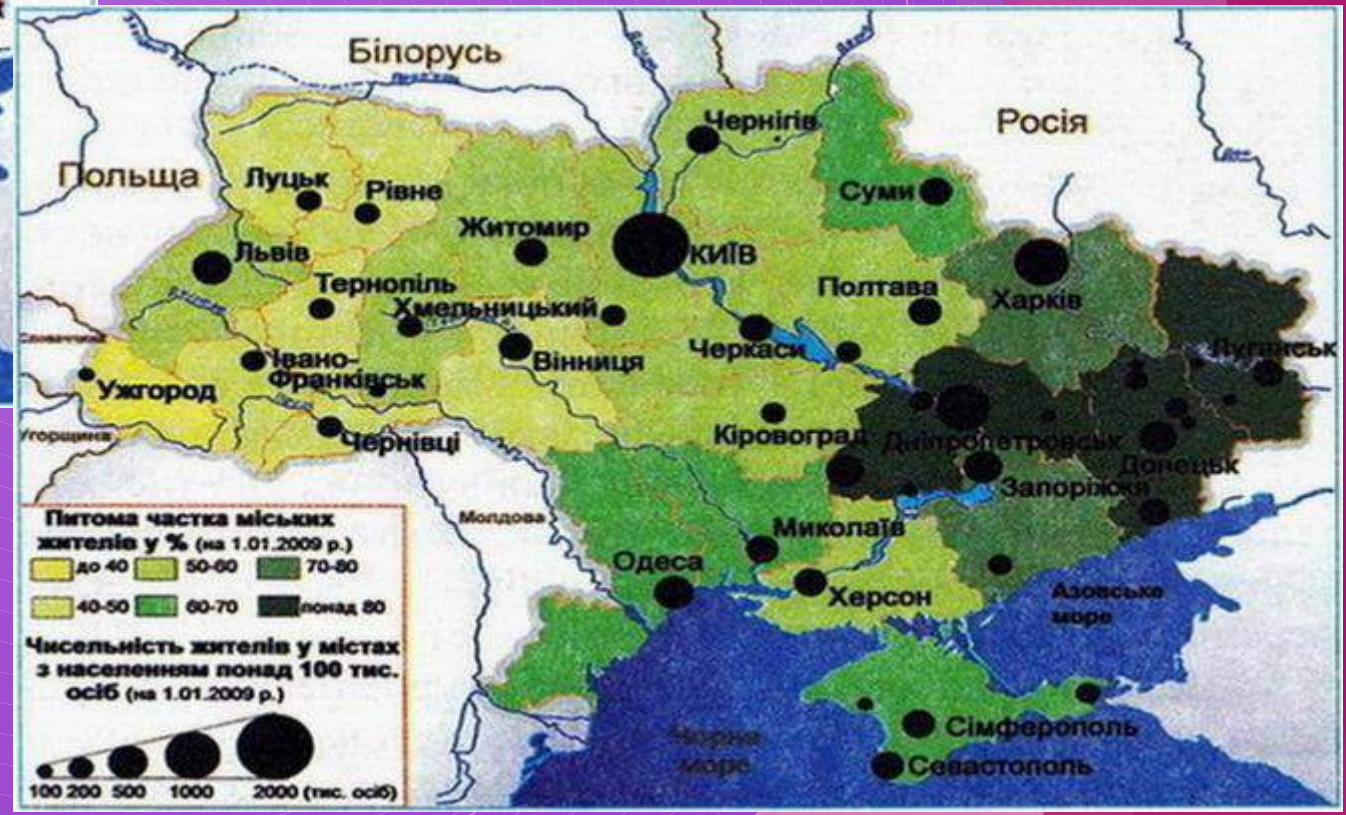 Білорусь
Росія
Польща
Чернігів
Луцьк
Рівне
Суми
Житомир
Львів
КИЇВ
Тернопіль
Полтава
Харків
Хмельницький
Черкаси
Вінниця
Луганськ
Івано-
Франківськ
Ужгород
Угорщина
Чернівці
Кіровоград
Дніпропетровськ
Донецьк
Запоріжжя
Молдова
Миколаїв
Одеса
Херсон
Азовське
море
Чорне
море
Сімферополь
Севастополь
Питома частка міських
жителів у % (на 1.01.2009 р.)
до 40 50-60 70-80
40-50 60-70 понад 80
Чисельність жителів у містах
з населенням понад 100 тис.
осіб (на 1.01.2009 р.)
100 200 500 1000 2000 (тис. осіб)